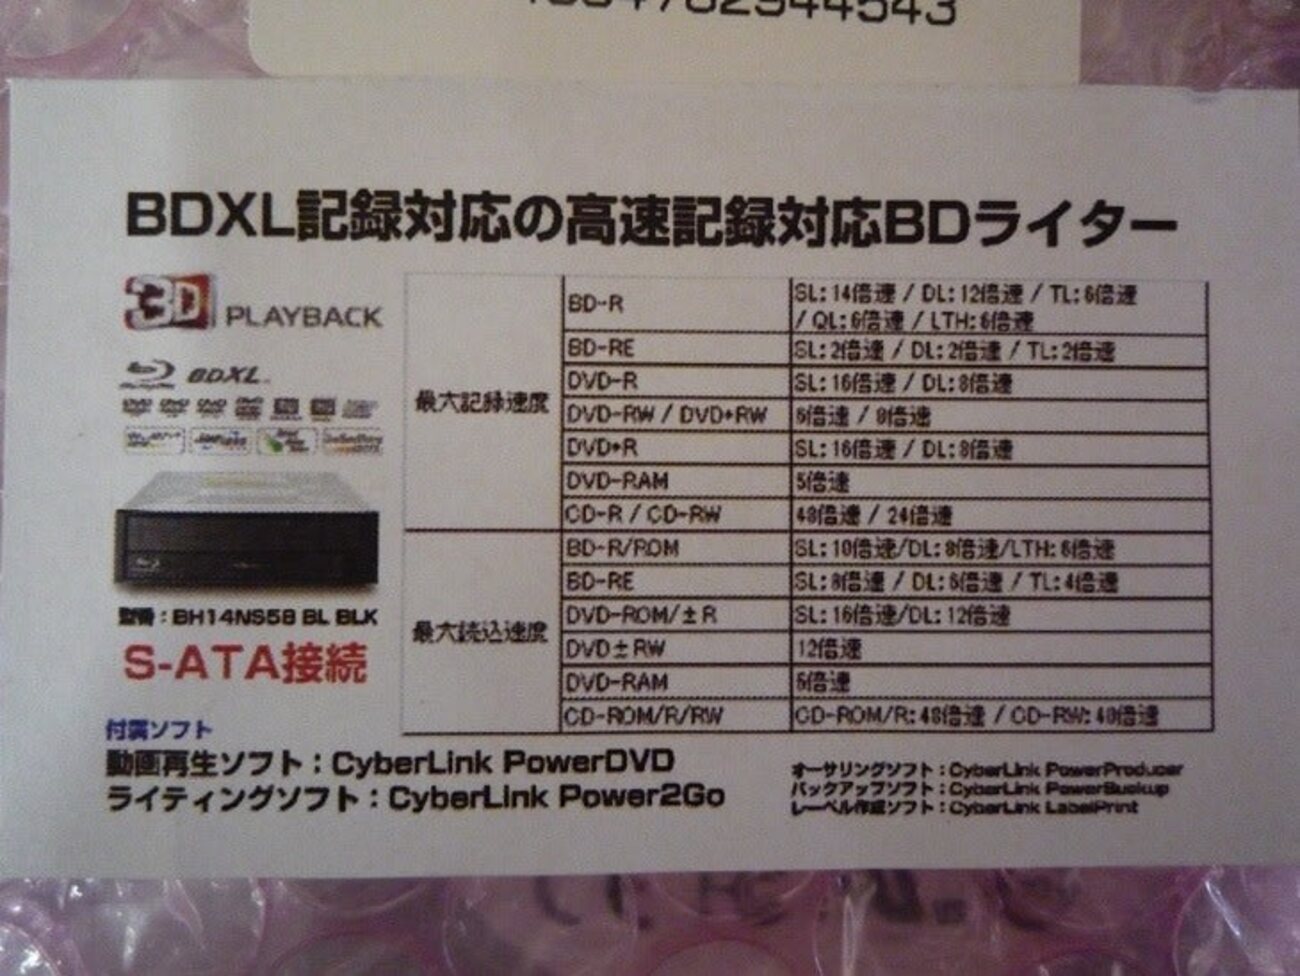 BDXL記録対応の高速記録対応BDライター
3D PLAYBACK
BDXL
型番：BH14NS58 BL BLK
S-ATA接続
最大記録速度
BD-R SL:14倍速 / DL:12倍速 / TL:6倍速
/ QL:6倍速 / LTH:6倍速
BD-RE SL:2倍速 / DL:2倍速 / TL:2倍速
DVD-R SL:16倍速 / DL:8倍速
DVD-RW / DVD+RW 6倍速 / 8倍速
DVD+R SL:16倍速 / DL:8倍速
DVD-RAM 5倍速
CD-R / CD-RW 48倍速 / 24倍速
最大読込速度
BD-R/ROM SL:10倍速/DL:8倍速/LTH:6倍速
BD-RE SL:8倍速 / DL:6倍速 / TL:4倍速
DVD-ROM/±R SL:16倍速/DL:12倍速
DVD±RW 12倍速
DVD-RAM 5倍速
CD-ROM/R/RW CD-ROM/R:48倍速 / CD-RW:40倍速
付属ソフト
動画再生ソフト：CyberLink PowerDVD
ライティングソフト：CyberLink Power2Go
オーサリングソフト：CyberLink PowerProducer
バックアップソフト：CyberLink PowerBackup
レーベル作成ソフト：CyberLink LabelPrint